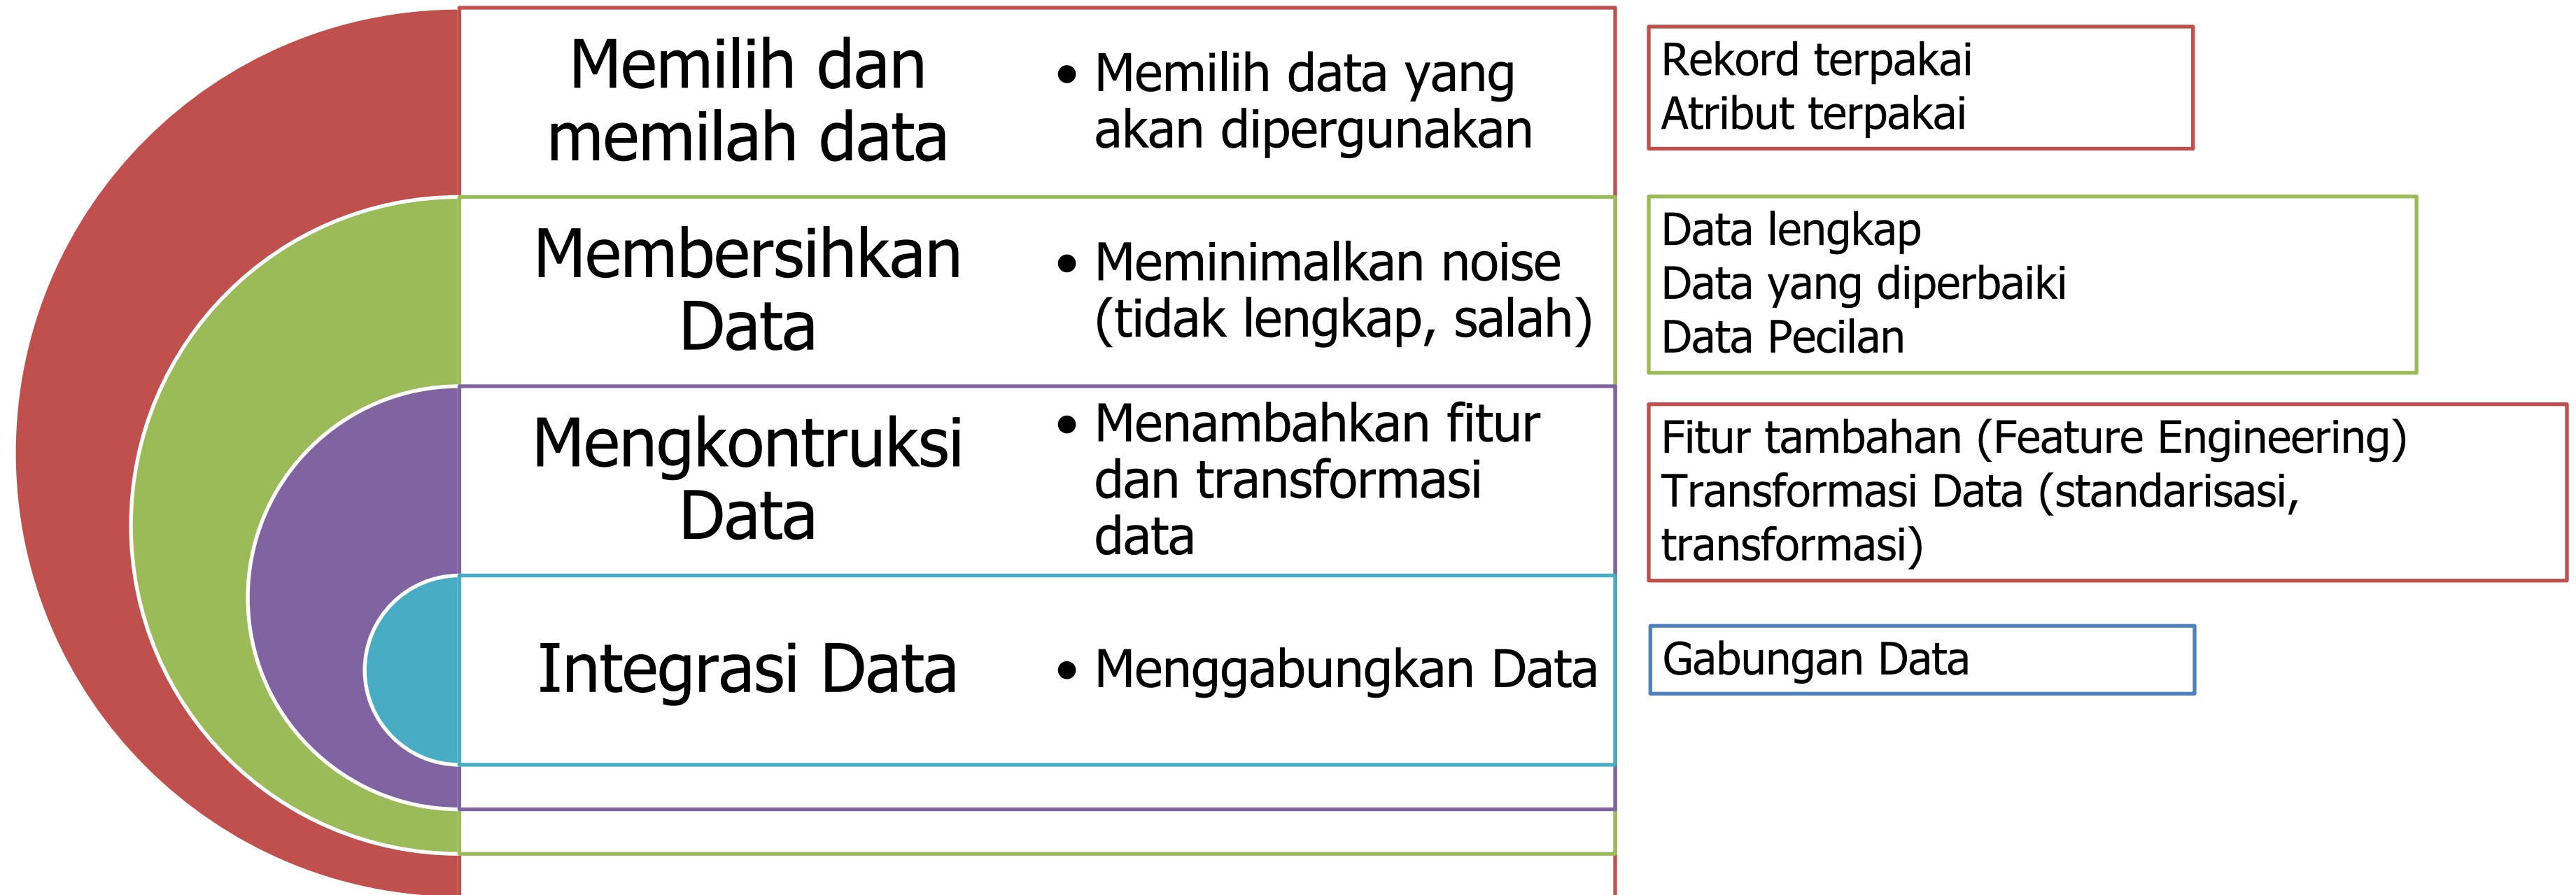 Memilih dan
memilah data
• Memilih data yang
akan dipergunakan
Rekord terpakai
Atribut terpakai
Membersihkan
Data
• Meminimalkan noise
(tidak lengkap, salah)
Data lengkap
Data yang diperbaiki
Data Pecilan
Mengkontruksi
Data
• Menambahkan fitur
dan transformasi
data
Fitur tambahan (Feature Engineering)
Transformasi Data (standarisasi,
transformasi)
Integrasi Data
• Menggabungkan Data
Gabungan Data